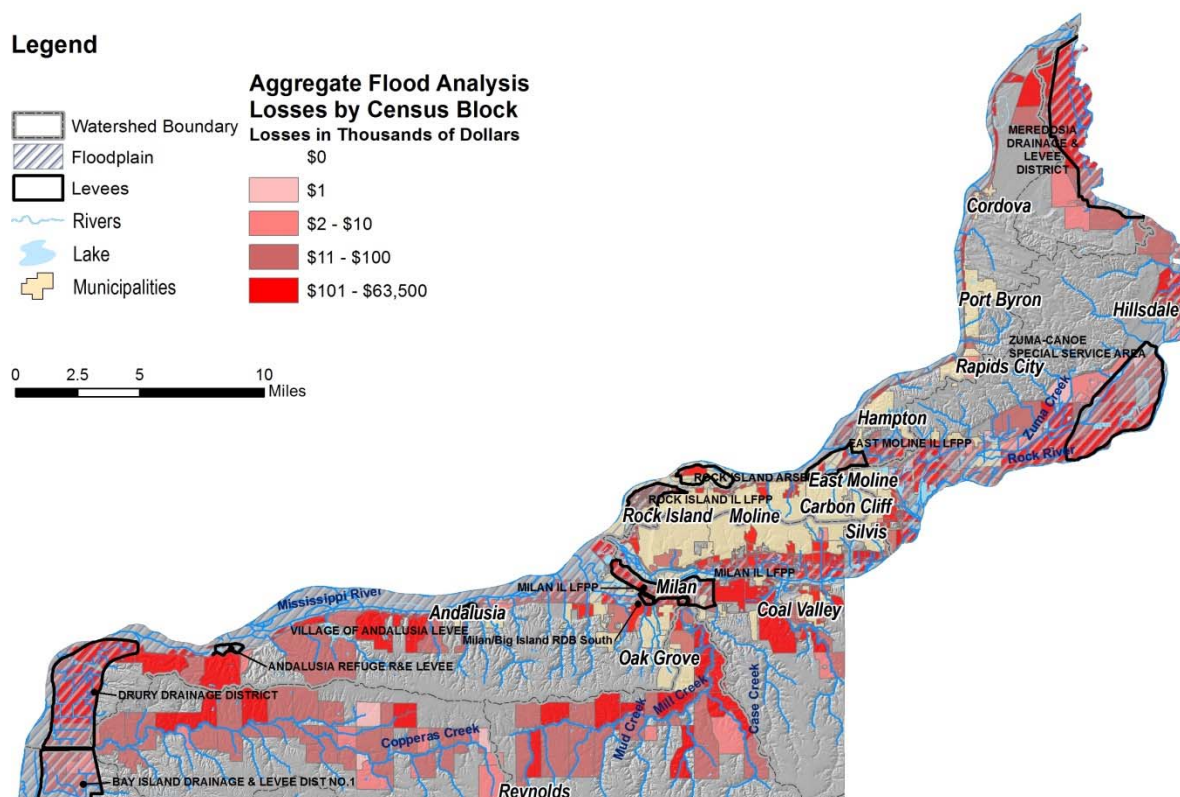 Legend
Watershed Boundary
Floodplain
Levees
Rivers
Lake
Municipalities
Aggregate Flood Analysis
Losses by Census Block
Losses in Thousands of Dollars
$0
$1
$2 - $10
$11 - $100
$101 - $63,500
0 2.5 5 10
Miles
MEREDOSIA
DRAINAGE &
LEVEE
DISTRICT
Cordova
Port Byron
Hillsdale
ZUMA-CANOE
SPECIAL SERVICE AREA
Rapids City
Zuma Creek
Hampton
EAST MOLINE IL LFPP
Rock River
ROCK ISLAND ARS
East Moline
ROCK ISLAND IL LFPP
Carbon Cliff
Rock Island
Moline
Silvis
MILAN IL LFPP
MILAN IL LFPP
Milan
Mississippi River
Andalusia
Coal Valley
VILLAGE OF ANDALUSIA LEVEE
Milan/Big Island RDB South
Oak Grove
ANDALUSIA REFUGE R&E LEVEE
DRURY DRAINAGE DISTRICT
Mill Creek
Case Creek
Mud Creek
Copperas Creek
BAY ISLAND DRAINAGE & LEVEE DIST NO.1
Reynolds